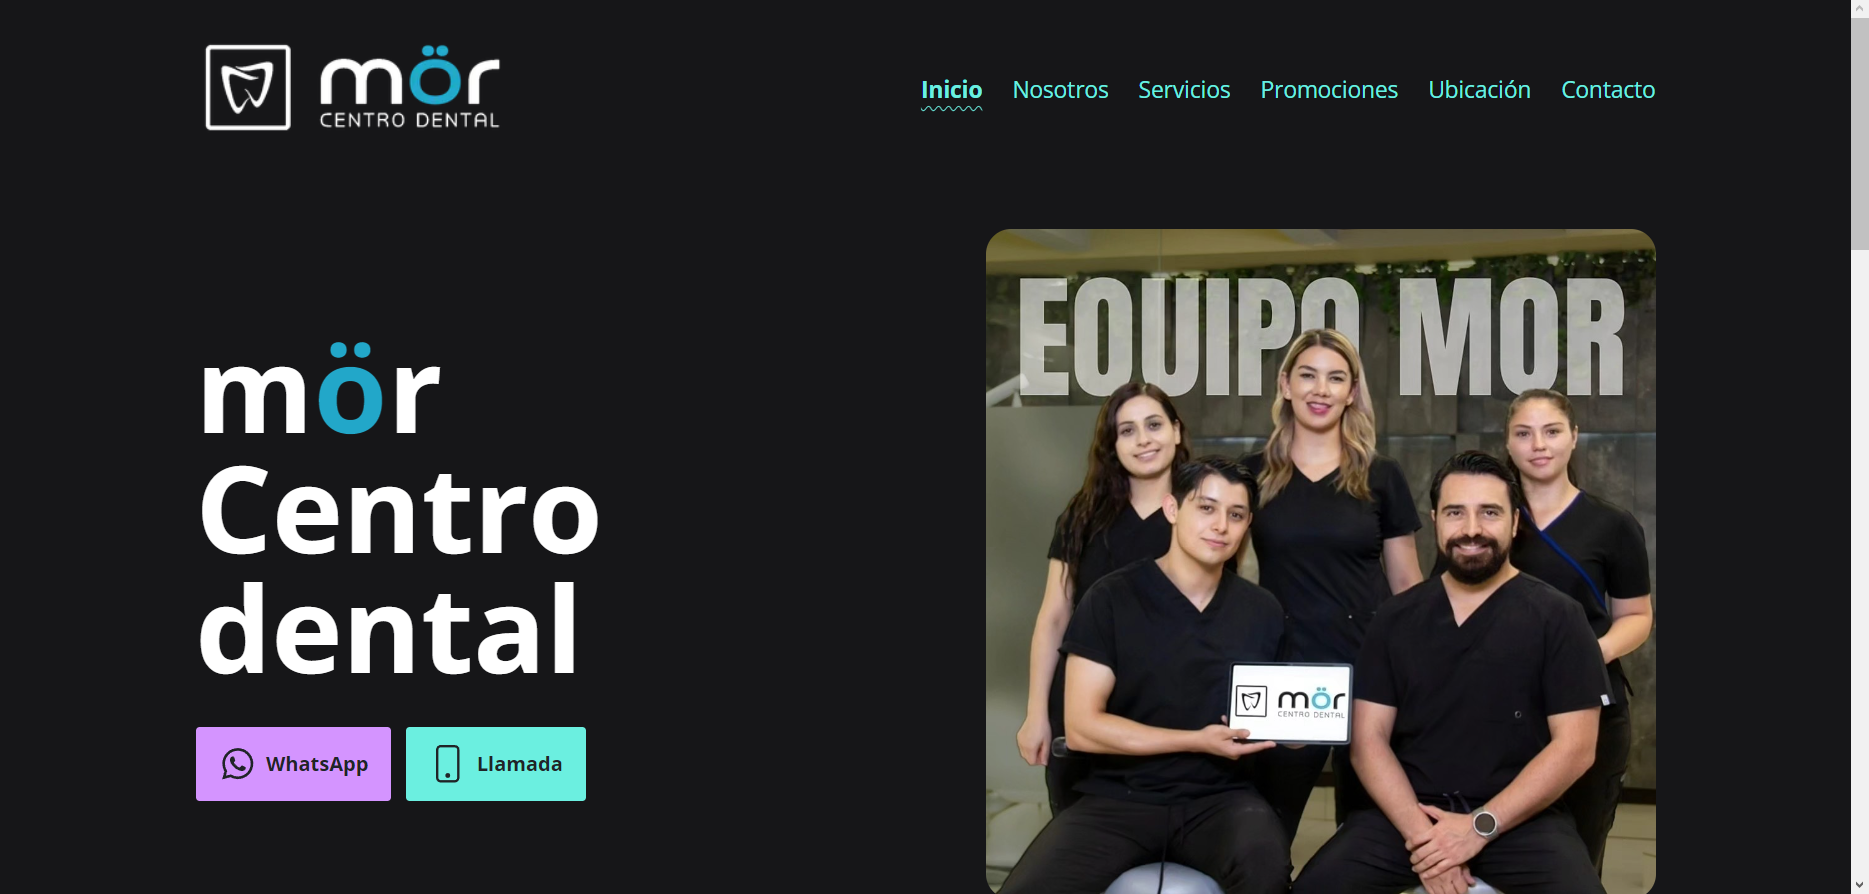 mör
CENTRO DENTAL
Inicio Nosotros Servicios Promociones Ubicación Contacto
EQUIPO MOR
mör
Centro
dental
WhatsApp Llamada
mör
CENTRO DENTAL